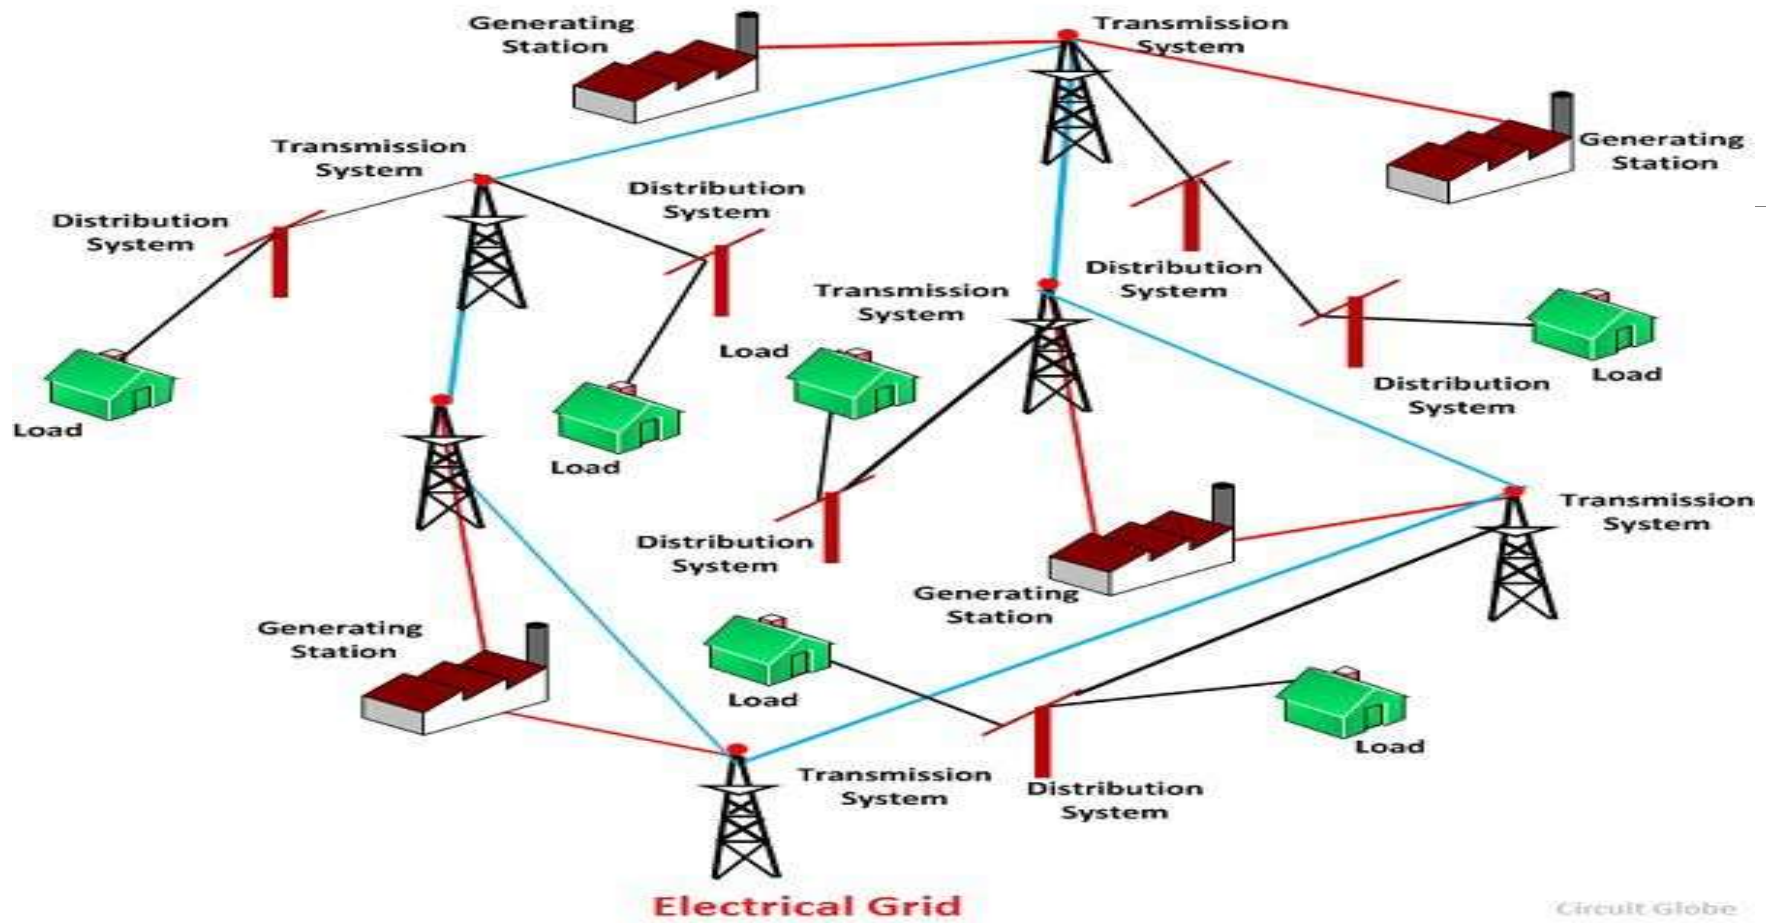 Generating
Station
Transmission
System
Generating
Station
Transmission
System
Distribution
System
Distribution
System
Distribution
System
Transmission
System
Load
Load
Distribution
System
Load
Load
Transmission
System
Distribution
System
Generating
Station
Generating
Station
Load
Load
Transmission
System
Distribution
System
Electrical Grid
Circuit Globe